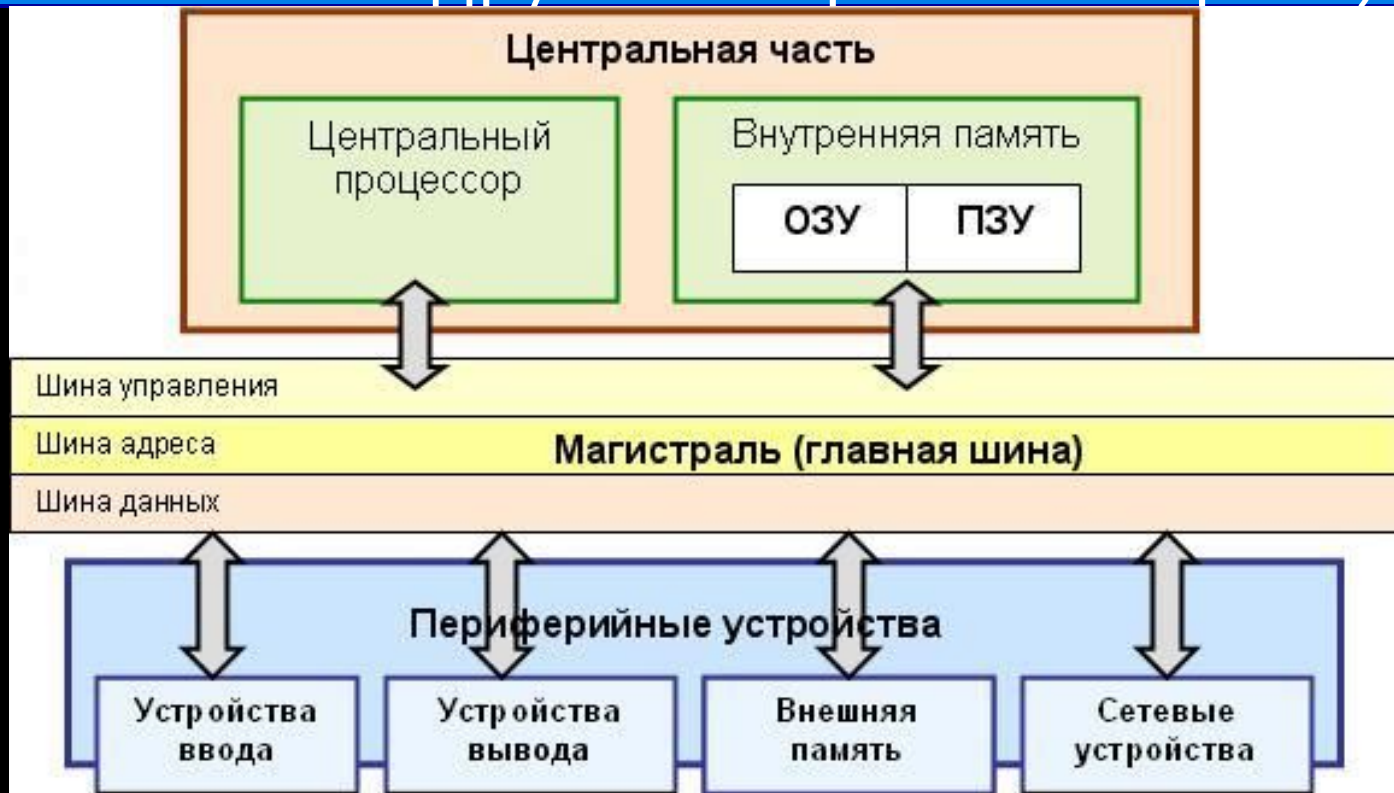 Центральная часть
Центральный
процессор
Внутренняя память
ОЗУ ПЗУ
Шина управления
Шина адреса
Магистраль (главная шина)
Шина данных
Периферийные устройства
Устройства
ввода
Устройства
вывода
Внешняя
память
Сетевые
устройства